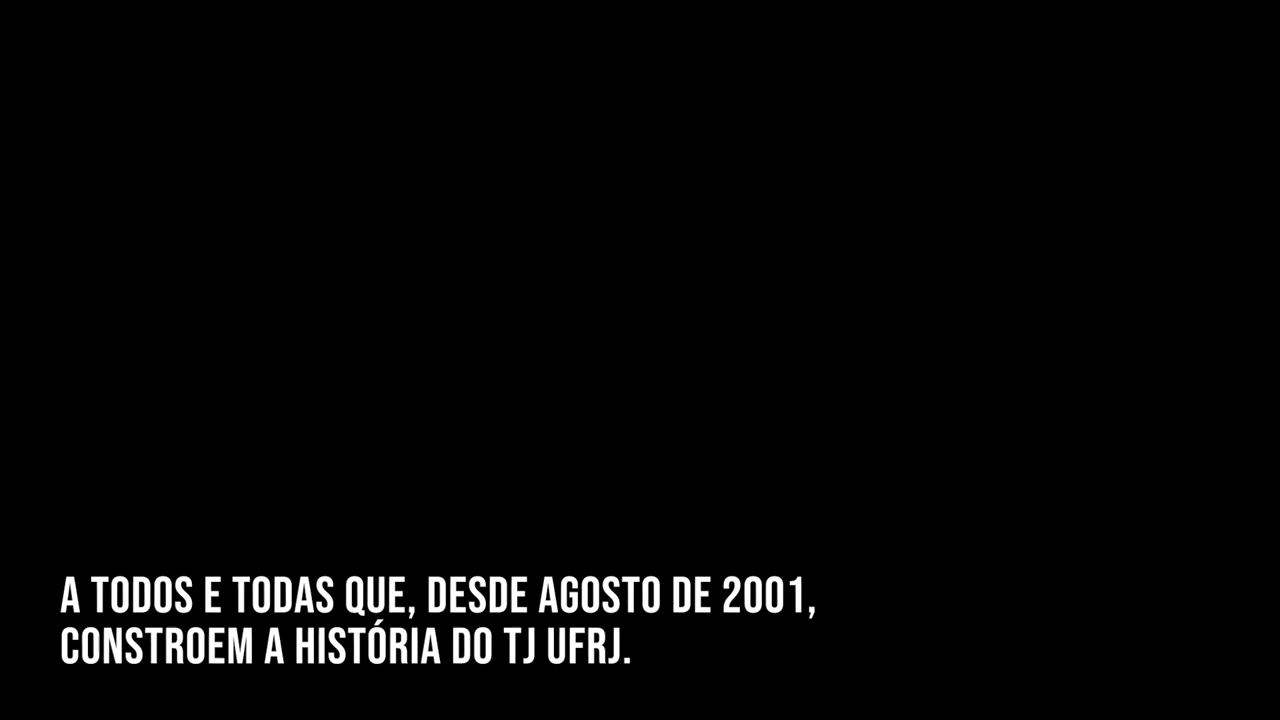 A TODOS E TODAS QUE, DESDE AGOSTO DE 2001,
CONSTROEM A HISTÓRIA DO TJ UFRJ.